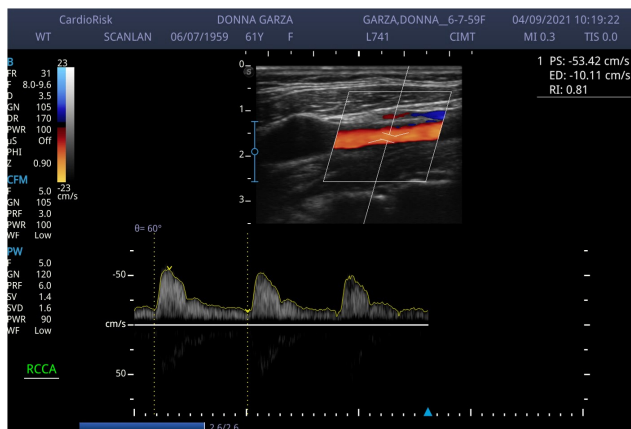 CardioRisk DONNA GARZA GARZA,DONNA__6-7-59F 04/09/2021 10:19:22
WT SCANLAN 06/07/1959 61Y F L741 CIMT MI 0.3 TIS 0.0
B
FR 31
F 8.0-9.6
D 3.5
GN 105
DR 170
PWR 100
µS Off
PHI
Z 0.90
CFM
F 5.0
GN 105
PRF 3.0
PWR 100
WF Low
PW
F 5.0
GN 120
PRF 6.0
SV 1.4
SVD 1.6
PWR 90
WF Low
23
-23
cm/s
0
1
2
3
1 PS: -53.42 cm/s
ED: -10.11 cm/s
RI: 0.81
θ= 60°
-50
cm/s
50
RCCA
2.6/2.6